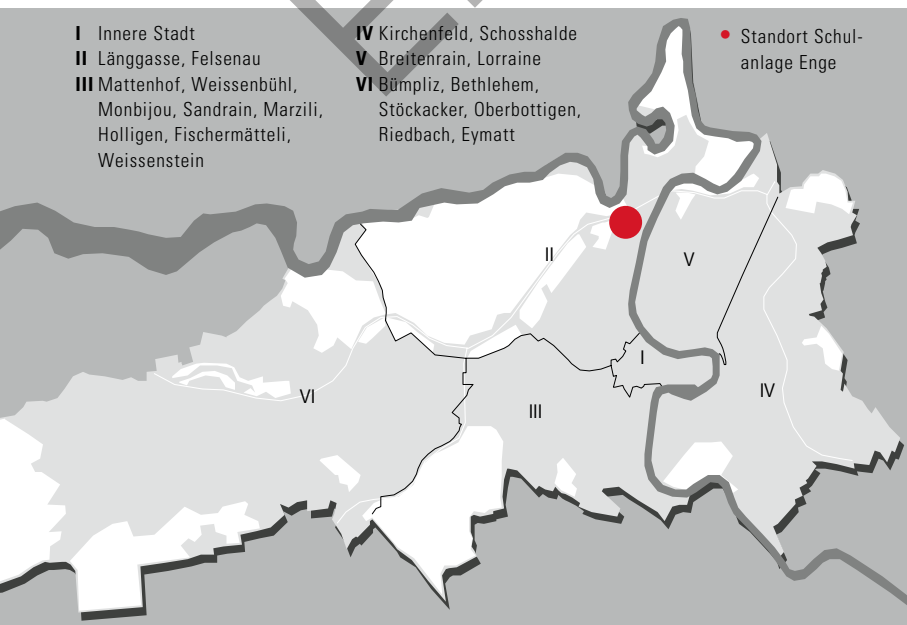 I Innere Stadt
II Länggasse, Felsenau
III Mattenhof, Weissenbühl,
Monbijou, Sandrain, Marzili,
Holligen, Fischermätteli,
Weissenstein
IV Kirchenfeld, Schosshalde
V Breitenrain, Lorraine
VI Bümpliz, Bethlehem,
Stöckacker, Oberbottigen,
Riedbach, Eymatt
Standort Schul-
anlage Enge
II
V
I
VI
IV
III